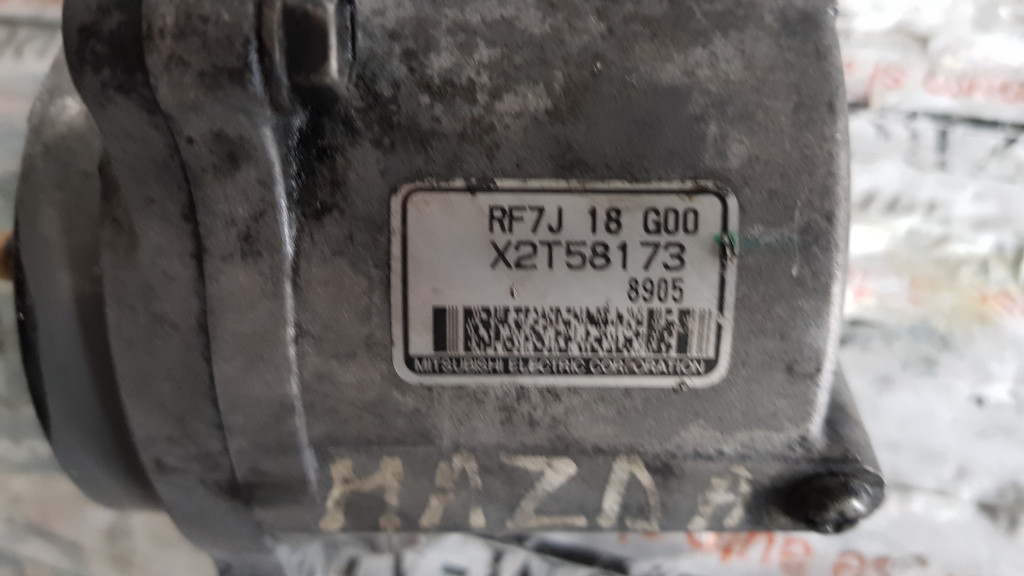 RF7J 18 G00
X2T58173
8905
MITSUBISHI ELECTRIC CORPORATION
MAZDA